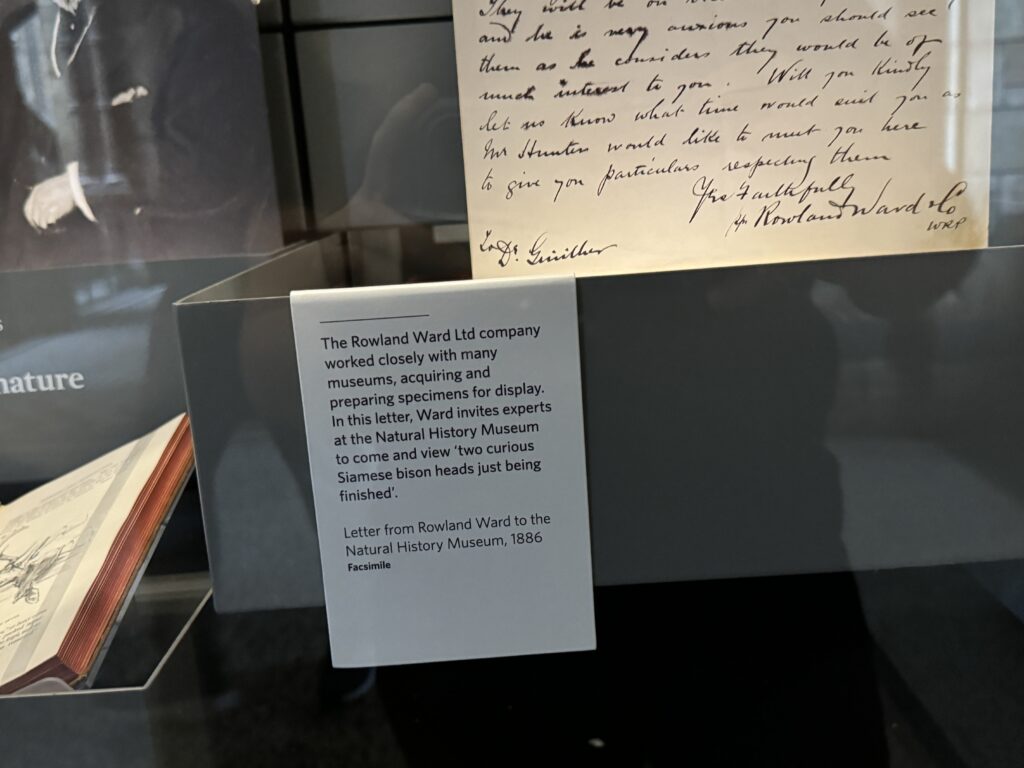 They will be on
and he is very anxious you should see
them as he considers they would be of
much interest to you. Will you kindly
let us know what time would suit you as
Mr Hunter would like to meet you here
to give you particulars respecting them
Yrs Faithfully
Rowland Ward & Co
WRP
To Dr. Günther
The Rowland Ward Ltd company
worked closely with many
museums, acquiring and
preparing specimens for display.
In this letter, Ward invites experts
at the Natural History Museum
to come and view ‘two curious
Siamese bison heads just being
finished’.
Letter from Rowland Ward to the
Natural History Museum, 1886
Facsimile
nature